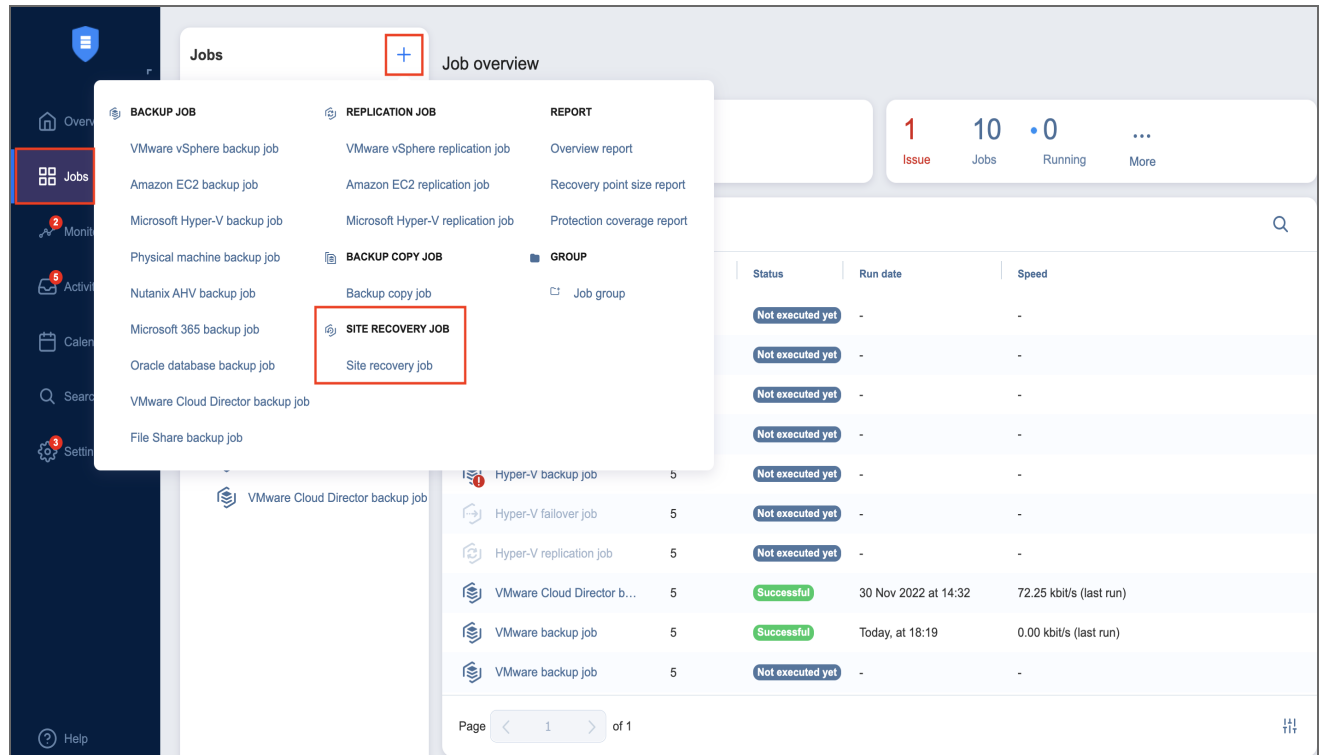 Jobs
Job overview
Overv
Jobs
2
Monit
5
Activit
Calen
Searc
3
Settin
Help
BACKUP JOB
VMware vSphere backup job
Amazon EC2 backup job
Microsoft Hyper-V backup job
Physical machine backup job
Nutanix AHV backup job
Microsoft 365 backup job
Oracle database backup job
VMware Cloud Director backup job
File Share backup job
REPLICATION JOB
VMware vSphere replication job
Amazon EC2 replication job
Microsoft Hyper-V replication job
BACKUP COPY JOB
Backup copy job
SITE RECOVERY JOB
Site recovery job
REPORT
Overview report
Recovery point size report
Protection coverage report
GROUP
Job group
VMware Cloud Director backup job
1 10 0 ...
Issue Jobs Running More
Status Run date Speed
Not executed yet - -
Not executed yet - -
Not executed yet - -
Not executed yet - -
Hyper-V backup job 5 Not executed yet - -
Hyper-V failover job 5 Not executed yet - -
Hyper-V replication job 5 Not executed yet - -
VMware Cloud Director b... 5 Successful 30 Nov 2022 at 14:32 72.25 kbit/s (last run)
VMware backup job 5 Successful Today, at 18:19 0.00 kbit/s (last run)
VMware backup job 5 Not executed yet - -
Page 1 of 1